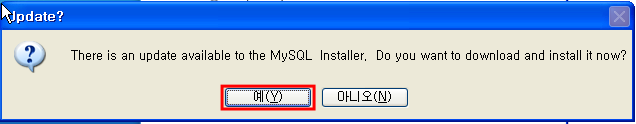 Update?
There is an update available to the MySQL Installer, Do you want to download and install it now?
예(Y) 아니오(N)